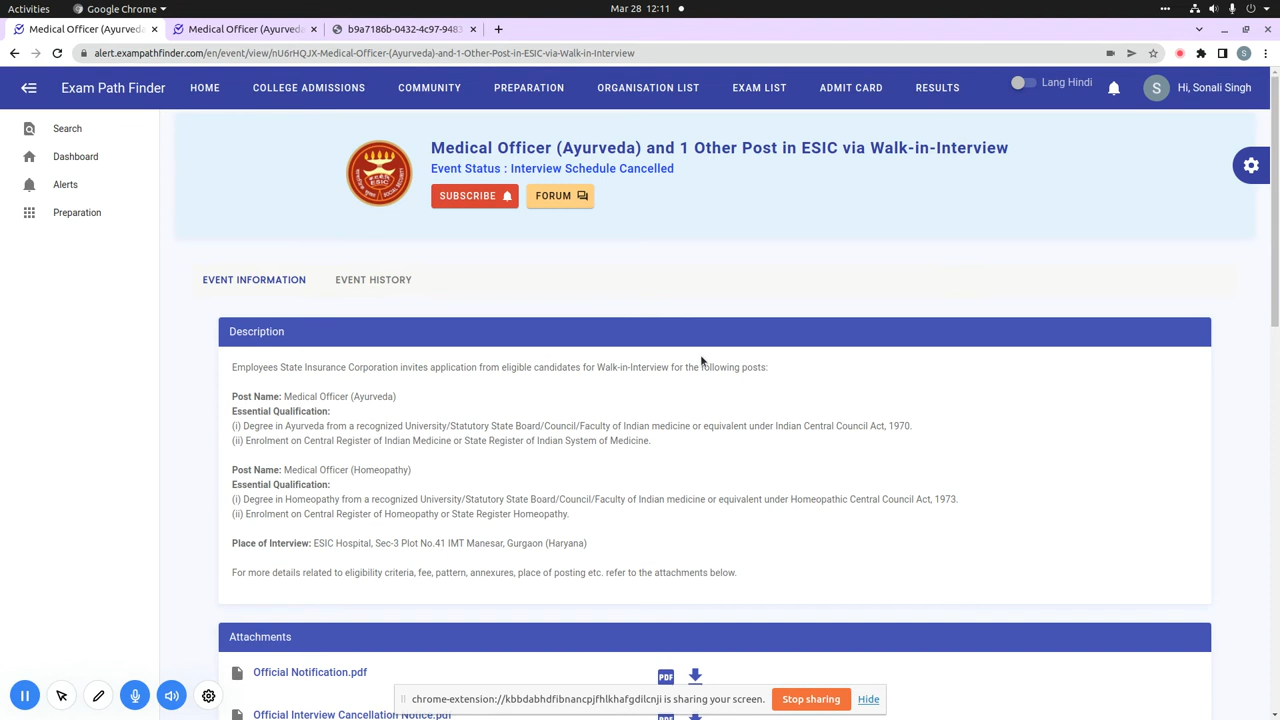 Activities
Google Chrome
Mar 28 12:11
Medical Officer (Ayurveda
Medical Officer (Ayurveda
b9a7186b-0432-4c97-9483
alert.exampathfinder.com/en/event/view/nU6rHQJX-Medical-Officer-(Ayurveda)-and-1-Other-Post-in-ESIC-via-Walk-in-Interview
S
Exam Path Finder
HOME
COLLEGE ADMISSIONS
COMMUNITY
PREPARATION
ORGANISATION LIST
EXAM LIST
ADMIT CARD
RESULTS
Lang Hindi
S
Hi, Sonali Singh
Search
Dashboard
Alerts
Preparation
ESIC
Medical Officer (Ayurveda) and 1 Other Post in ESIC via Walk-in-Interview
Event Status : Interview Schedule Cancelled
SUBSCRIBE
FORUM
EVENT INFORMATION
EVENT HISTORY
Description
Employees State Insurance Corporation invites application from eligible candidates for Walk-in-Interview for the following posts:
Post Name: Medical Officer (Ayurveda)
Essential Qualification:
(i) Degree in Ayurveda from a recognized University/Statutory State Board/Council/Faculty of Indian medicine or equivalent under Indian Central Council Act, 1970.
(ii) Enrolment on Central Register of Indian Medicine or State Register of Indian System of Medicine.
Post Name: Medical Officer (Homeopathy)
Essential Qualification:
(i) Degree in Homeopathy from a recognized University/Statutory State Board/Council/Faculty of Indian medicine or equivalent under Homeopathic Central Council Act, 1973.
(ii) Enrolment on Central Register of Homeopathy or State Register Homeopathy.
Place of Interview: ESIC Hospital, Sec-3 Plot No.41 IMT Manesar, Gurgaon (Haryana)
For more details related to eligibility criteria, fee, pattern, annexures, place of posting etc. refer to the attachments below.
Attachments
Official Notification.pdf
PDF
Official Interview Cancellation Notice.pdf
PDF
chrome-extension://kbbdabhdfibnancpjfhlkhafgdilcnji is sharing your screen.
Stop sharing
Hide